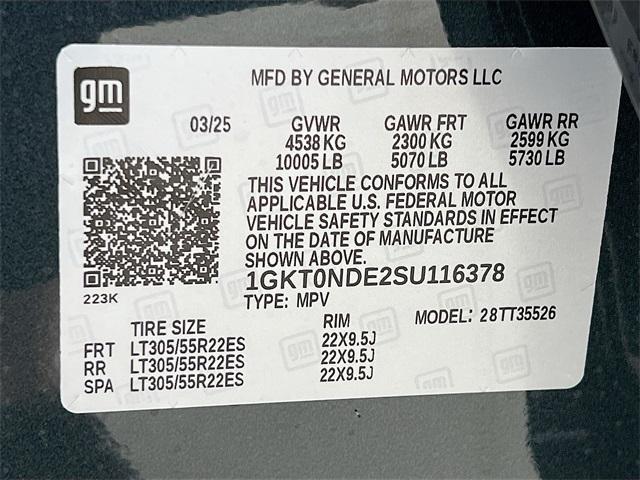 gm
MFD BY GENERAL MOTORS LLC
03/25 GVWR GAWR FRT GAWR RR
4538 KG 2300 KG 2599 KG
10005 LB 5070 LB 5730 LB
THIS VEHICLE CONFORMS TO ALL
APPLICABLE U.S. FEDERAL MOTOR
VEHICLE SAFETY STANDARDS IN EFFECT
ON THE DATE OF MANUFACTURE
SHOWN ABOVE.
1GKT0NDE2SU116378
223K
TYPE: MPV
MODEL: 28TT35526
TIRE SIZE RIM
FRT LT305/55R22ES 22X9.5J
RR LT305/55R22ES 22X9.5J
SPA LT305/55R22ES 22X9.5J